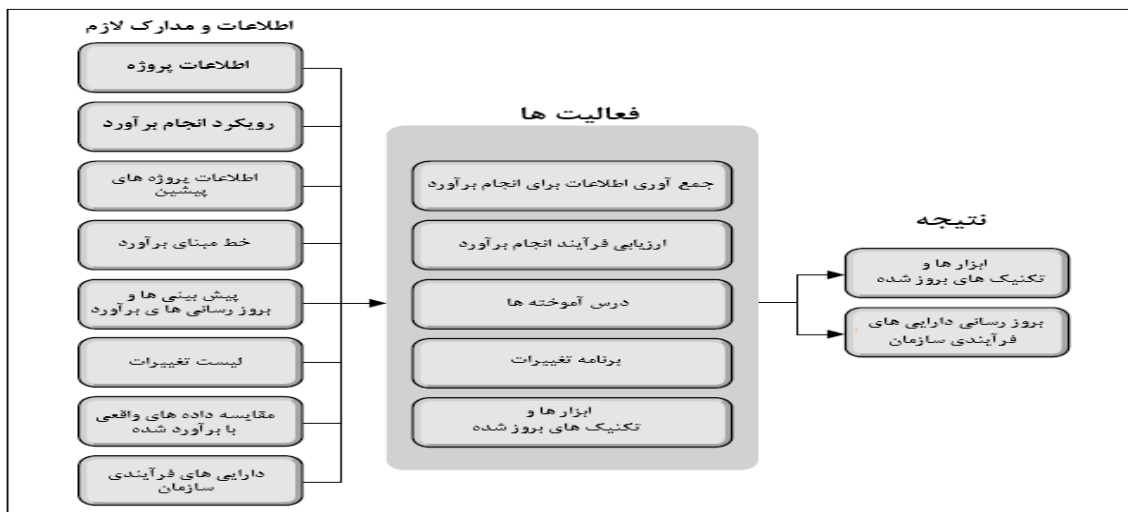 اطلاعات و مدارک لازم
اطلاعات پروژه
رویکرد انجام برآورد
اطلاعات پروژه های
پیشین
خط مبنای برآورد
پیش بینی ها و
بروز رسانی ها ی برآورد
لیست تغییرات
مقایسه داده های واقعی
با برآورد شده
دارایی های فرآیندی
سازمان
فعالیت ها
جمع آوری اطلاعات برای انجام برآورد
ارزیابی فرآیند انجام برآورد
درس آموخته ها
برنامه تغییرات
ابزار ها و
تکنیک های بروز شده
نتیجه
ابزار ها و
تکنیک های بروز شده
بروز رسانی دارایی های
فرآیندی سازمان